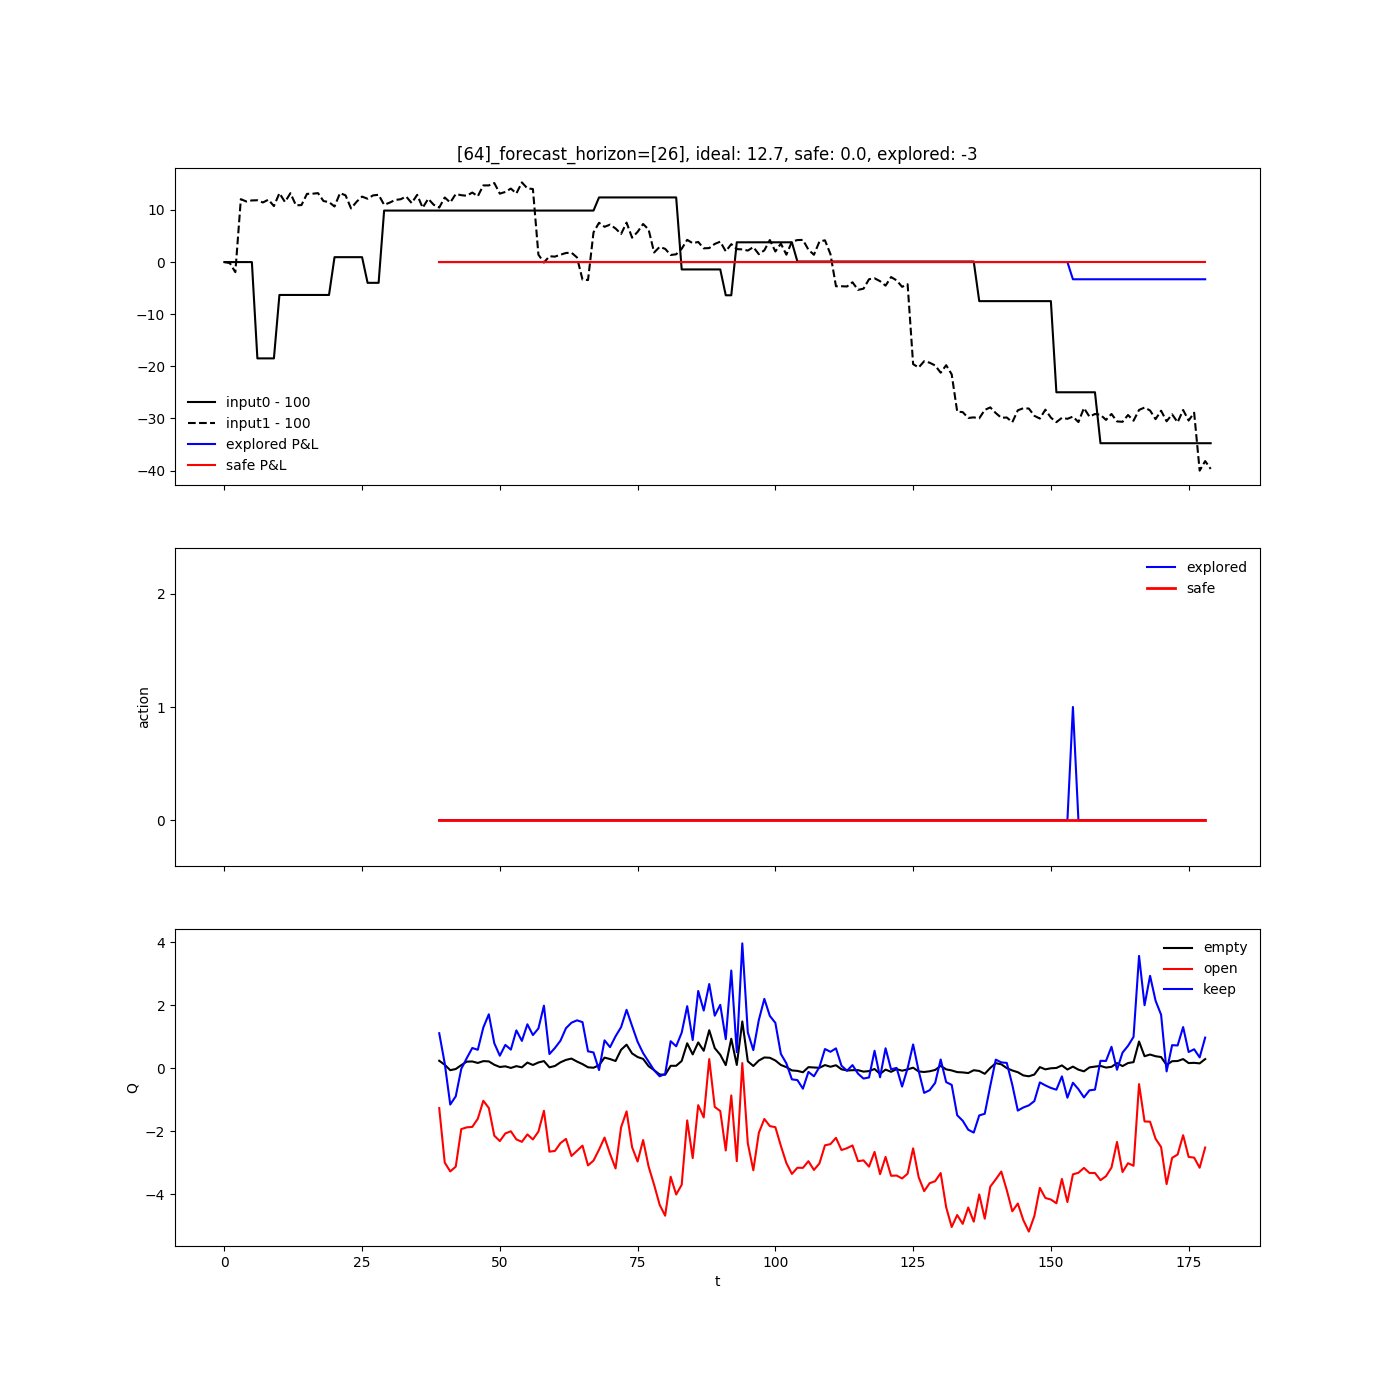 [64]_forecast_horizon=[26], ideal: 12.7, safe: 0.0, explored: -3
10
0
−10
−20
−30
−40
input0 - 100
input1 - 100
explored P&L
safe P&L
action
2
1
0
explored
safe
Q
4
2
0
−2
−4
empty
open
keep
0 25 50 75 100 125 150 175
t